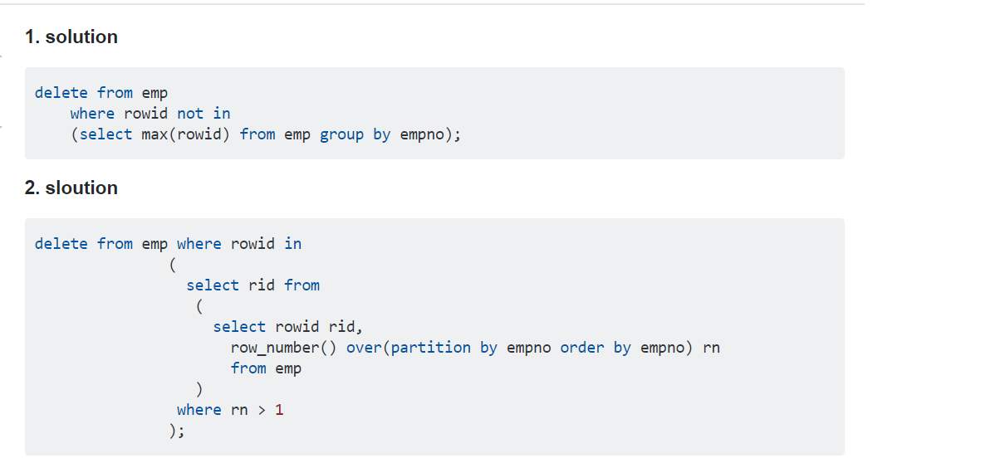 1. solution
delete from emp
where rowid not in
(select max(rowid) from emp group by empno);
2. sloution
delete from emp where rowid in
(
select rid from
(
select rowid rid,
row_number() over(partition by empno order by empno) rn
from emp
)
where rn > 1
);